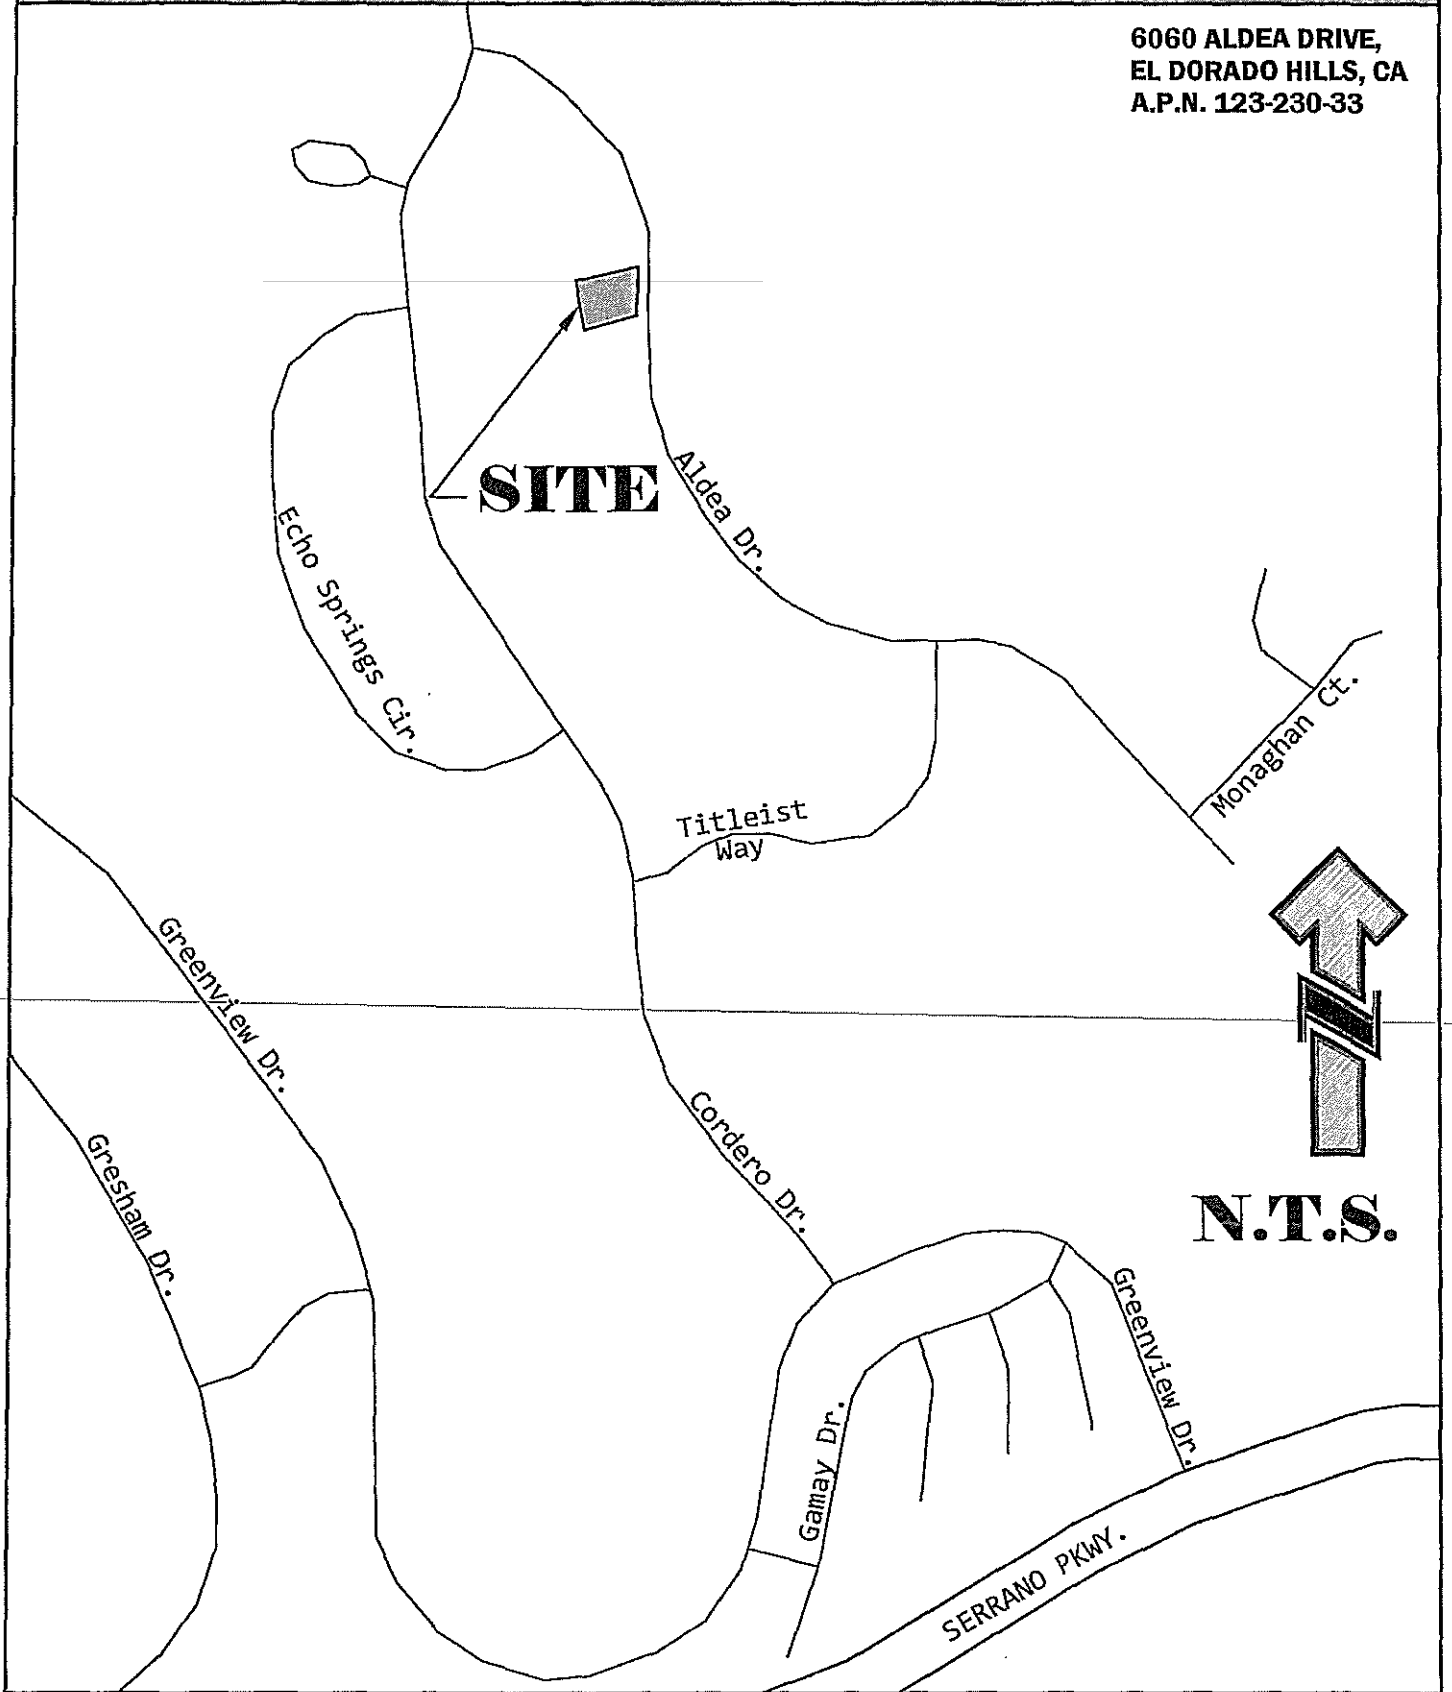 6060 ALDEA DRIVE,
EL DORADO HILLS, CA
A.P.N. 123-230-33
SITE
Aldea Dr.
Echo Springs Cir.
Monaghan Ct.
Titleist
Way
Greenview Dr.
N
Cordero Dr.
Gresham Dr.
N.T.S.
Greenview Dr.
Gamay Dr.
SERRANO PKWY.